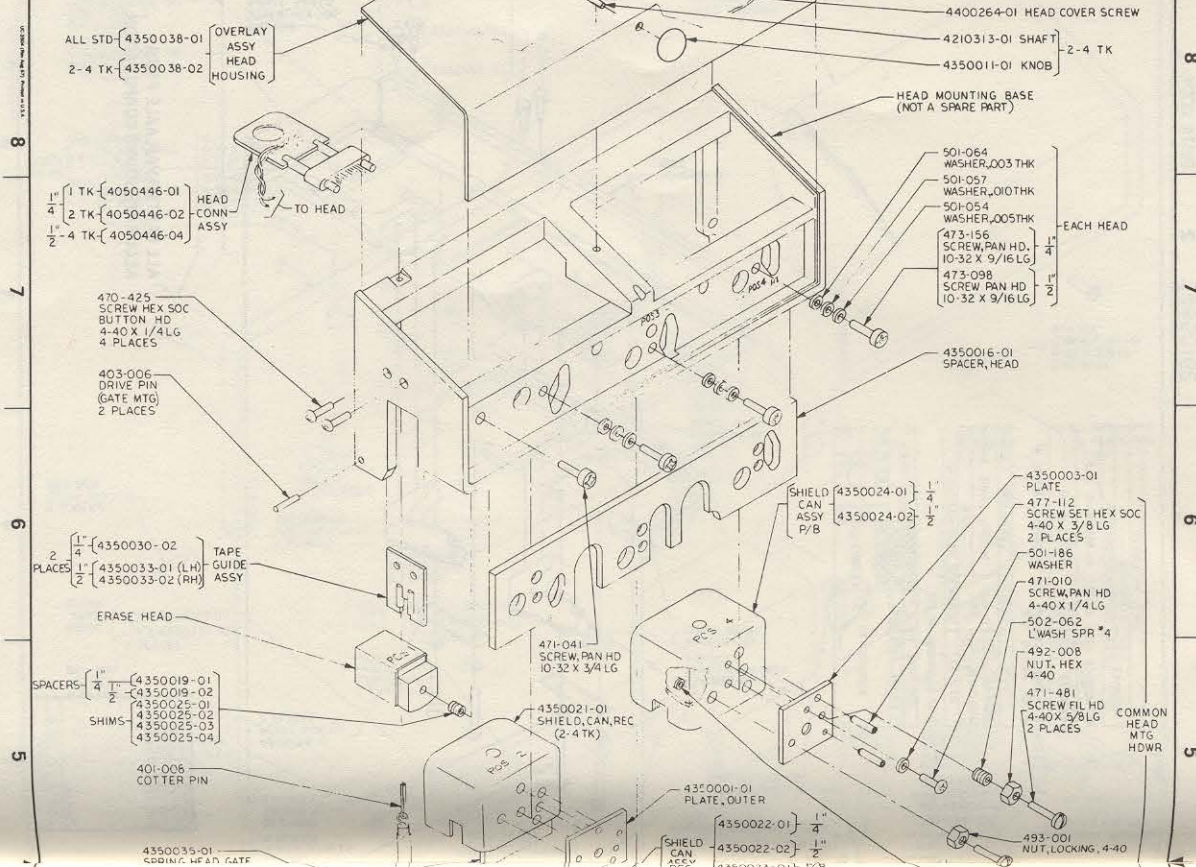 4400264-01 HEAD COVER SCREW
4210313-01 SHAFT
2-4 TK
4350011-01 KNOB
ALL STD
4350038-01
2-4 TK
4350038-02
OVERLAY
ASSY
HEAD
HOUSING
HEAD MOUNTING BASE
(NOT A SPARE PART)
8
8
1/4"
1 TK
4050446-01
2 TK
4050446-02
1/2"
4 TK
4050446-04
HEAD
CONN
ASSY
TO HEAD
501-064
WASHER,.003 THK
501-057
WASHER,.010THK
501-054
WASHER,.005THK
473-156
SCREW,PAN HD.
10-32 X 9/16 LG
1/4"
473-098
SCREW PAN HD
10-32 X 9/16 LG
1/2"
EACH HEAD
7
7
470-425
SCREW HEX SOC
BUTTON HD
4-40 X 1/4 LG
4 PLACES
POS3
POS4
403-006
DRIVE PIN
(GATE MTG)
2 PLACES
4350016-01
SPACER, HEAD
6
6
2
PLACES
1/4"
4350030-02
1/2"
4350033-01 (LH)
4350033-02 (RH)
TAPE
GUIDE
ASSY
SHIELD
CAN
ASSY
P/B
4350024-01
1/4"
4350024-02
1/2"
4350003-01
PLATE
477-112
SCREW SET HEX SOC
4-40 X 3/8 LG
2 PLACES
501-186
WASHER
471-010
SCREW,PAN HD
4-40 X 1/4 LG
502-062
L'WASH SPR #4
492-008
NUT, HEX
4-40
471-481
SCREW FIL HD
4-40 X 5/8 LG
2 PLACES
COMMON
HEAD
MTG
HDWR
ERASE HEAD
471-041
SCREW, PAN HD
10-32 X 3/4 LG
SPACERS
1/4"
4350019-01
1/2"
4350019-02
SHIMS
4350025-01
4350025-02
4350025-03
4350025-04
4350021-01
SHIELD, CAN, REC
(2-4 TK)
POS 2
POS 4
5
5
401-006
COTTER PIN
4350001-01
PLATE, OUTER
4350035-01
SPRING HEAD GATE
SHIELD
CAN
ASSY
4350022-01
1/4"
4350022-02
1/2"
493-001
NUT, LOCKING, 4-40